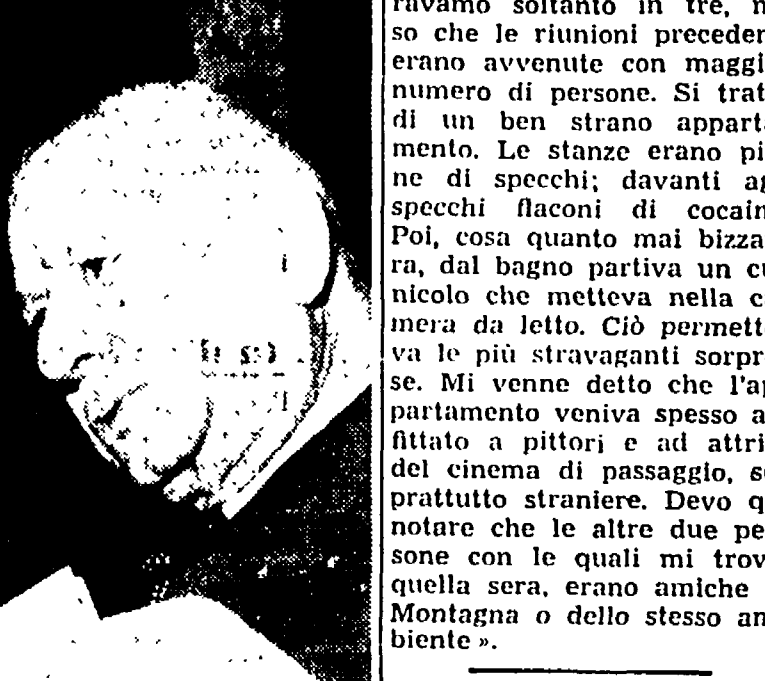 ravamo soltanto in tre, n
so che le riunioni preceden
erano avvenute con maggi
numero di persone. Si trat
di un ben strano apparta
mento. Le stanze erano pi
ne di specchi; davanti ag
specchi flaconi di cocain
Poi, cosa quanto mai bizza
ra, dal bagno partiva un cu
nicolo che metteva nella c
mera da letto. Ciò permette
va le più stravaganti sorpr
se. Mi venne detto che l'ap
partamento veniva spesso a
fittato a pittori e ad attri
del cinema di passaggio, so
prattutto straniere. Devo q
notare che le altre due pe
sone con le quali mi trov
quella sera, erano amiche
Montagna o dello stesso am
biente ».